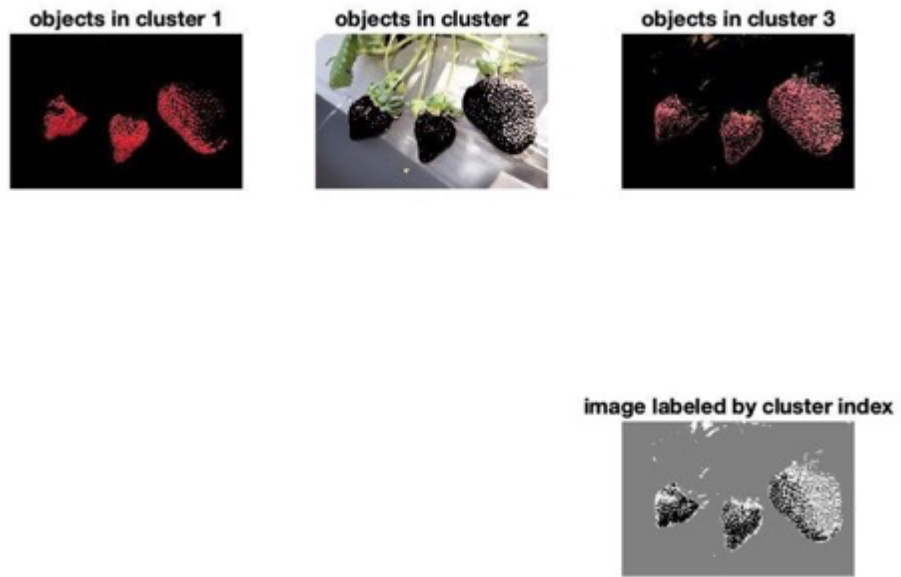 objects in cluster 1
objects in cluster 2
objects in cluster 3
image labeled by cluster index